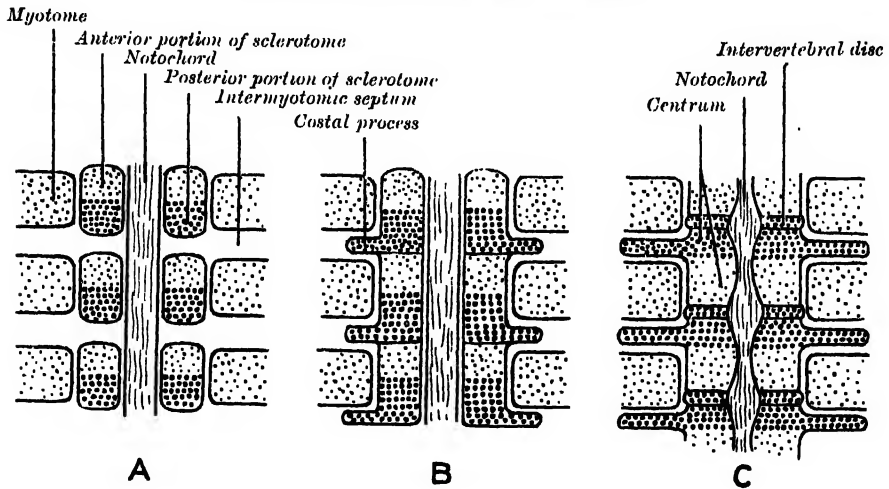 Myotome
Anterior portion of sclerotome
Notochord
Posterior portion of sclerotome
Intermyotomic septum
Costal process
Intervertebral disc
Notochord
Centrum
A
B
C